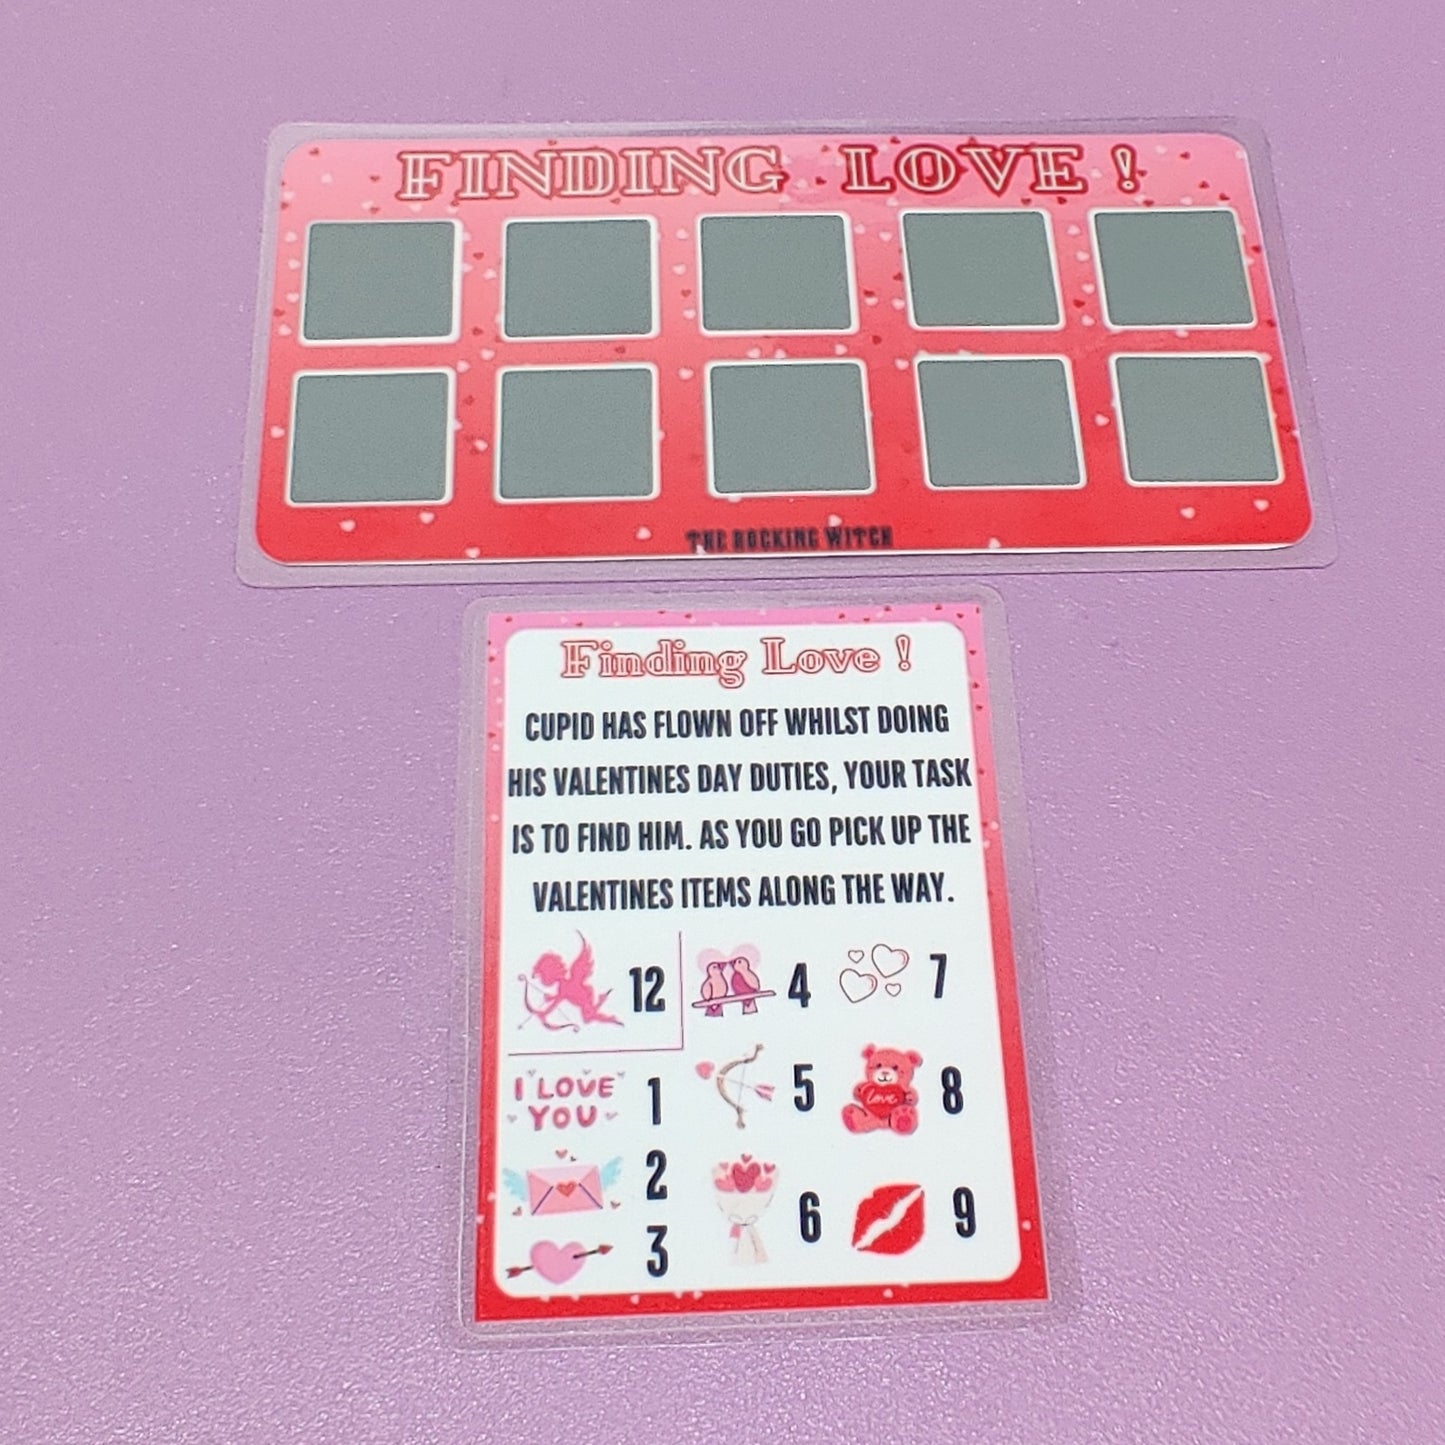 FINDING LOVE !
THE ROCKING WITCH
Finding Love !
CUPID HAS FLOWN OFF WHILST DOING
HIS VALENTINES DAY DUTIES, YOUR TASK
IS TO FIND HIM. AS YOU GO PICK UP THE
VALENTINES ITEMS ALONG THE WAY.
12
4
7
I LOVE
YOU
1
5
love
8
2
3
6
9